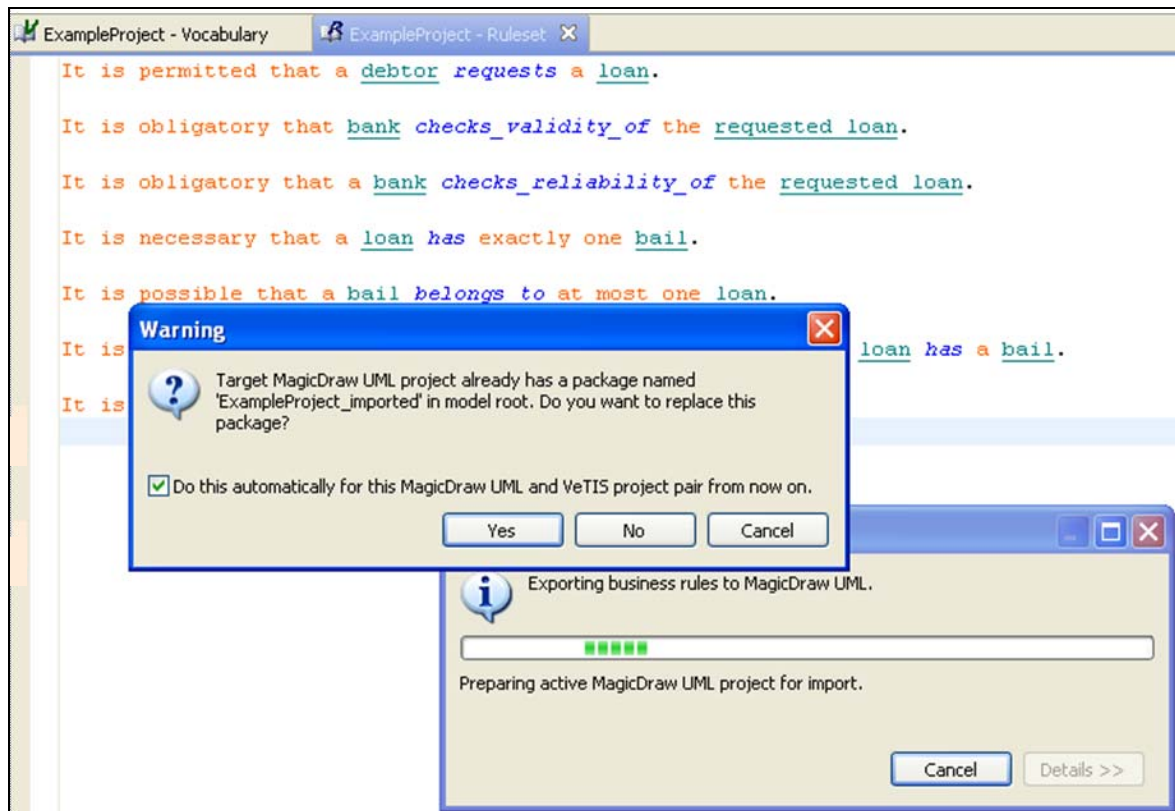 ExampleProject - Vocabulary
ExampleProject - Ruleset
It is permitted that a debtor requests a loan.
It is obligatory that bank checks_validity_of the requested loan.
It is obligatory that a bank checks_reliability_of the requested loan.
It is necessary that a loan has exactly one bail.
It is possible that a bail belongs to at most one loan.
It is
loan has a bail.
It is
Warning
Target MagicDraw UML project already has a package named
'ExampleProject_imported' in model root. Do you want to replace this
package?
Do this automatically for this MagicDraw UML and VeTIS project pair from now on.
Yes
No
Cancel
Exporting business rules to MagicDraw UML.
Preparing active MagicDraw UML project for import.
Cancel
Details >>